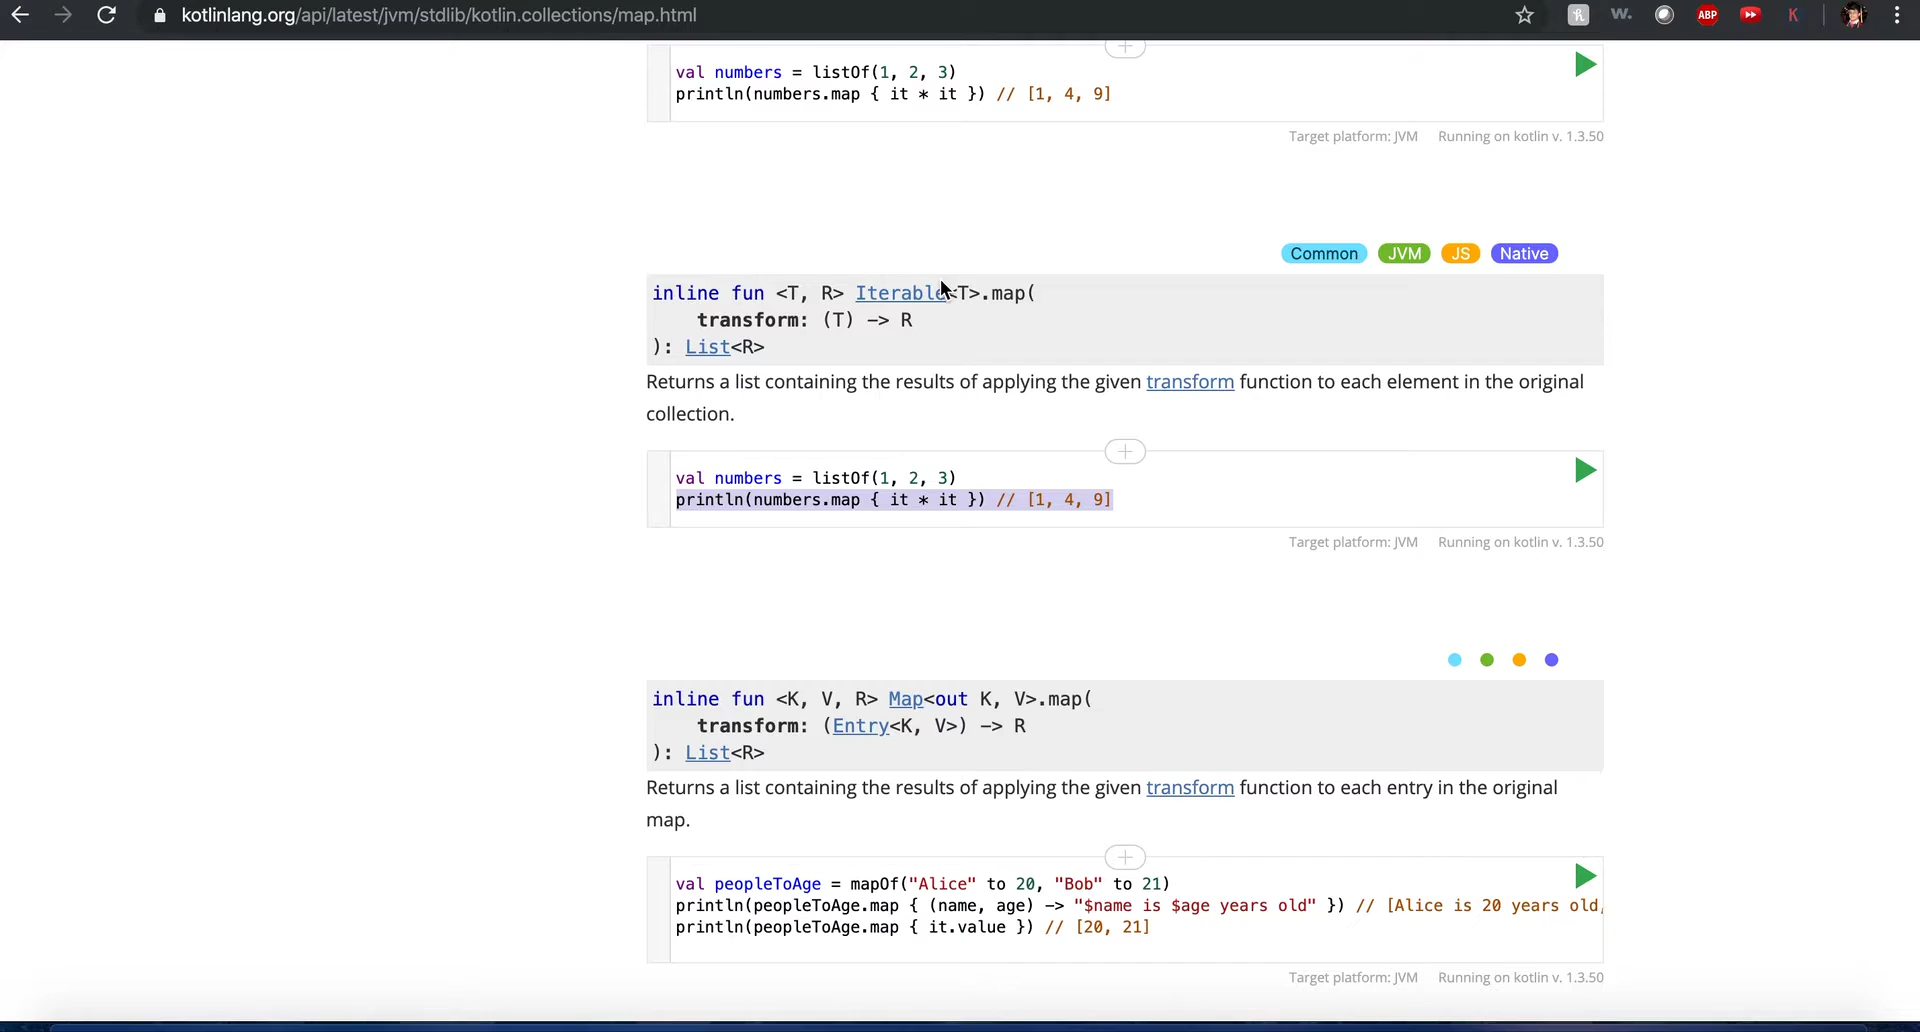 kotlinlang.org/api/latest/jvm/stdlib/kotlin.collections/map.html
W.
ABP
K
val numbers = listOf(1, 2, 3)
println(numbers.map { it * it }) // [1, 4, 9]
Target platform: JVM Running on kotlin v. 1.3.50
Common JVM JS Native
inline fun <T, R> Iterable<T>.map(
transform: (T) -> R
): List<R>
Returns a list containing the results of applying the given transform function to each element in the original
collection.
val numbers = listOf(1, 2, 3)
println(numbers.map { it * it }) // [1, 4, 9]
Target platform: JVM Running on kotlin v. 1.3.50
inline fun <K, V, R> Map<out K, V>.map(
transform: (Entry<K, V>) -> R
): List<R>
Returns a list containing the results of applying the given transform function to each entry in the original
map.
val peopleToAge = mapOf("Alice" to 20, "Bob" to 21)
println(peopleToAge.map { (name, age) -> "$name is $age years old" }) // [Alice is 20 years old,
println(peopleToAge.map { it.value }) // [20, 21]
Target platform: JVM Running on kotlin v. 1.3.50